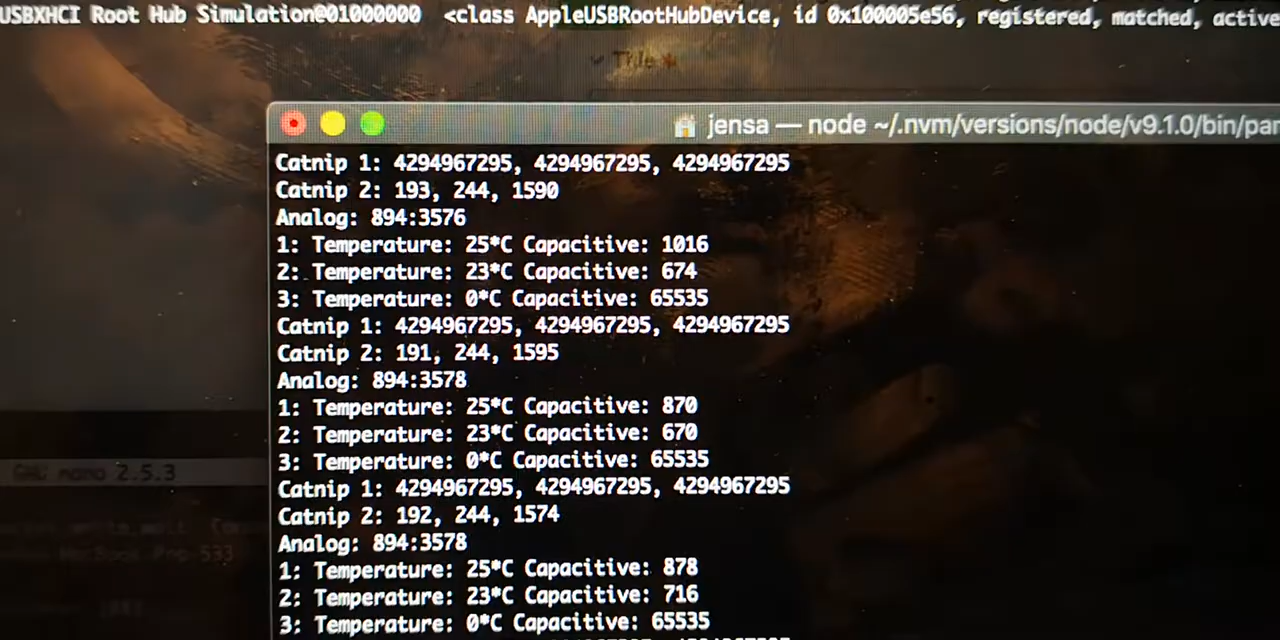 USBXHCI Root Hub Simulation@01000000  <class AppleUSBRootHubDevice, id 0x100005e56, registered, matched, active
Title
jensa — node ~/.nvm/versions/node/v9.1.0/bin/par
Catnip 1: 4294967295, 4294967295, 4294967295
Catnip 2: 193, 244, 1590
Analog: 894:3576
1: Temperature: 25*C Capacitive: 1016
2: Temperature: 23*C Capacitive: 674
3: Temperature: 0*C Capacitive: 65535
Catnip 1: 4294967295, 4294967295, 4294967295
Catnip 2: 191, 244, 1595
Analog: 894:3578
1: Temperature: 25*C Capacitive: 870
2: Temperature: 23*C Capacitive: 670
3: Temperature: 0*C Capacitive: 65535
Catnip 1: 4294967295, 4294967295, 4294967295
Catnip 2: 192, 244, 1574
Analog: 894:3578
1: Temperature: 25*C Capacitive: 878
2: Temperature: 23*C Capacitive: 716
3: Temperature: 0*C Capacitive: 65535
GNU nano 2.5.3